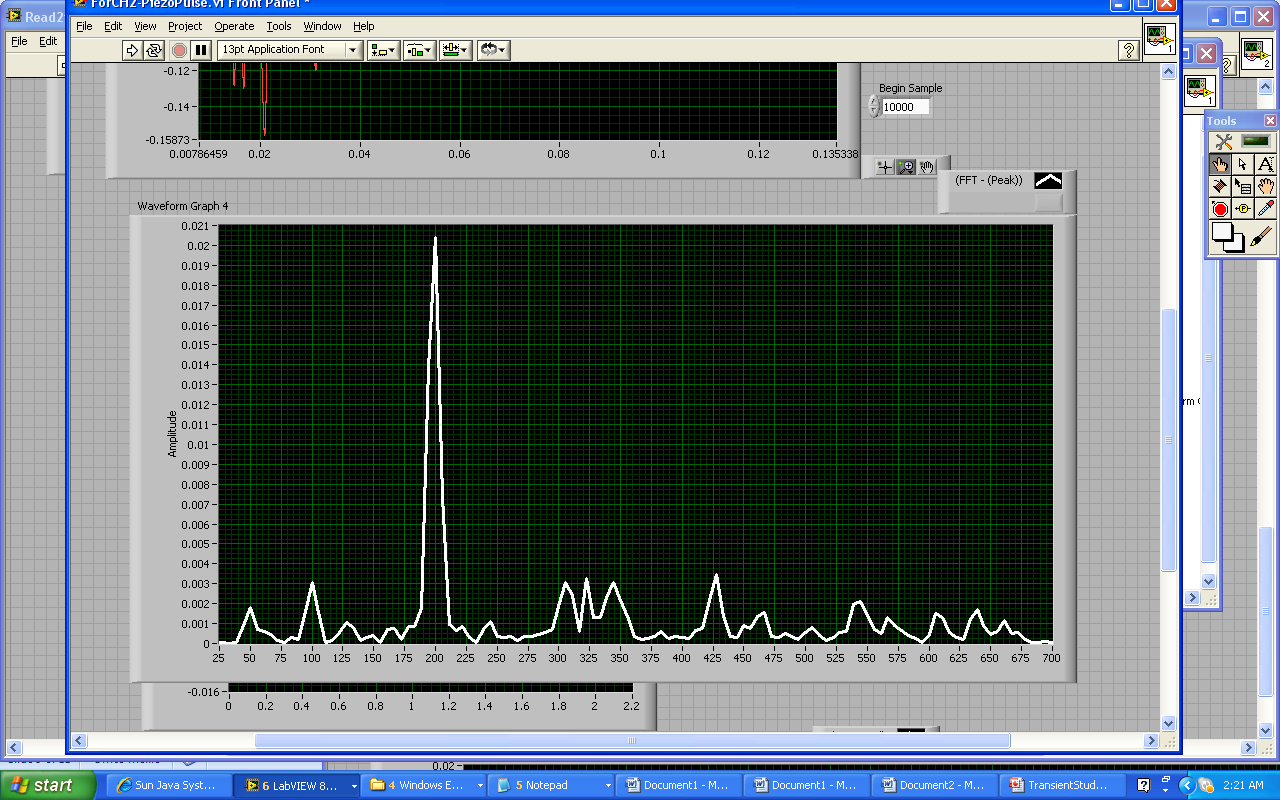 ForCH2-PiezoPulse.vi Front Panel *
Read2
File Edit
File Edit View Project Operate Tools Window Help
13pt Application Font
1
2
1
Tools
-0.12
-0.14
-0.15873
0.00786459 0.02 0.04 0.06 0.08 0.1 0.12 0.135338
Begin Sample
10000
(FFT - (Peak))
Waveform Graph 4
Amplitude
0.021
0.02
0.019
0.018
0.017
0.016
0.015
0.014
0.013
0.012
0.011
0.01
0.009
0.008
0.007
0.006
0.005
0.004
0.003
0.002
0.001
0
25 50 75 100 125 150 175 200 225 250 275 300 325 350 375 400 425 450 475 500 525 550 575 600 625 650 675 700
-0.016
0 0.2 0.4 0.6 0.8 1 1.2 1.4 1.6 1.8 2 2.2
0.02
start
Sun Java Syst...
6 LabVIEW 8...
4 Windows E...
5 Notepad
Document1 - M...
Document1 - M...
Document2 - M...
TransientStud...
2:21 AM